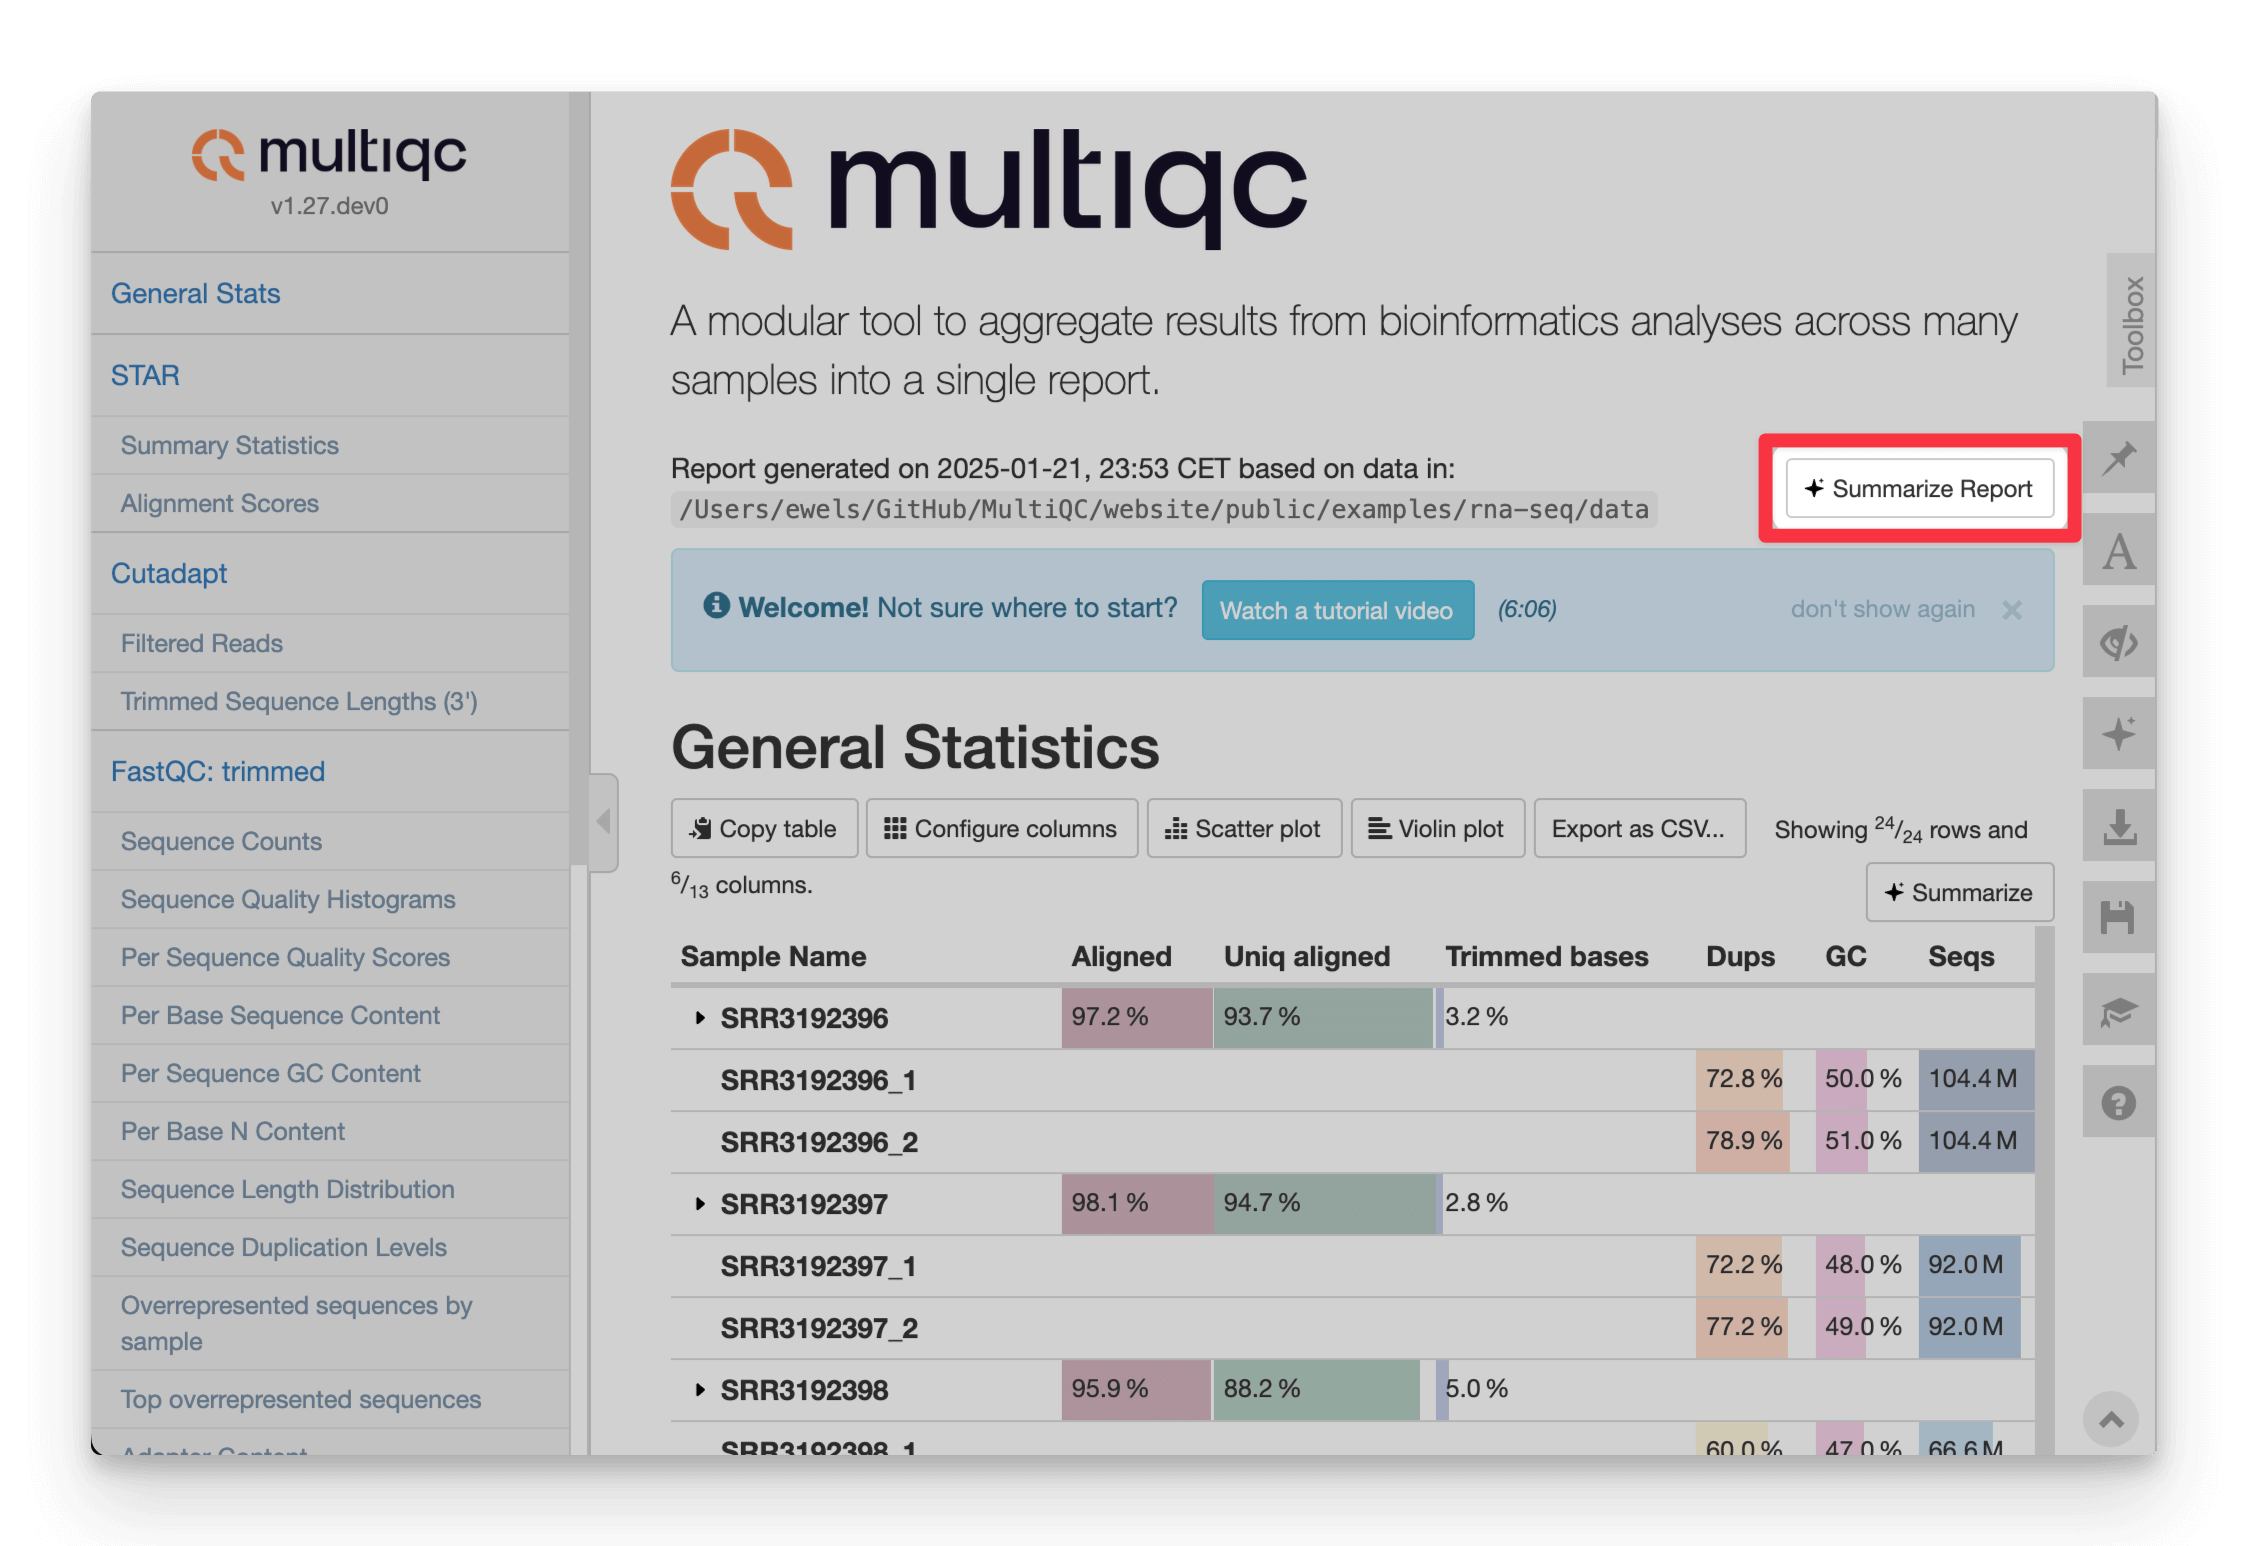 multiqc
v1.27.dev0
General Stats
STAR
Summary Statistics
Alignment Scores
Cutadapt
Filtered Reads
Trimmed Sequence Lengths (3')
FastQC: trimmed
Sequence Counts
Sequence Quality Histograms
Per Sequence Quality Scores
Per Base Sequence Content
Per Sequence GC Content
Per Base N Content
Sequence Length Distribution
Sequence Duplication Levels
Overrepresented sequences by
sample
Top overrepresented sequences
Adapter Content
multiqc
A modular tool to aggregate results from bioinformatics analyses across many
samples into a single report.
Report generated on 2025-01-21, 23:53 CET based on data in:
/Users/ewels/GitHub/MultiQC/website/public/examples/rna-seq/data
Summarize Report
Welcome! Not sure where to start? Watch a tutorial video (6:06) don't show again ×
General Statistics
Copy table Configure columns Scatter plot Violin plot Export as CSV... Showing 24/24 rows and
6/13 columns.
Summarize
Sample Name Aligned Uniq aligned Trimmed bases Dups GC Seqs
SRR3192396 97.2 % 93.7 % 3.2 %
SRR3192396_1 72.8 % 50.0 % 104.4 M
SRR3192396_2 78.9 % 51.0 % 104.4 M
SRR3192397 98.1 % 94.7 % 2.8 %
SRR3192397_1 72.2 % 48.0 % 92.0 M
SRR3192397_2 77.2 % 49.0 % 92.0 M
SRR3192398 95.9 % 88.2 % 5.0 %
SRR3192398_1 60.0 % 47.0 % 66.6 M
Toolbox
A
?